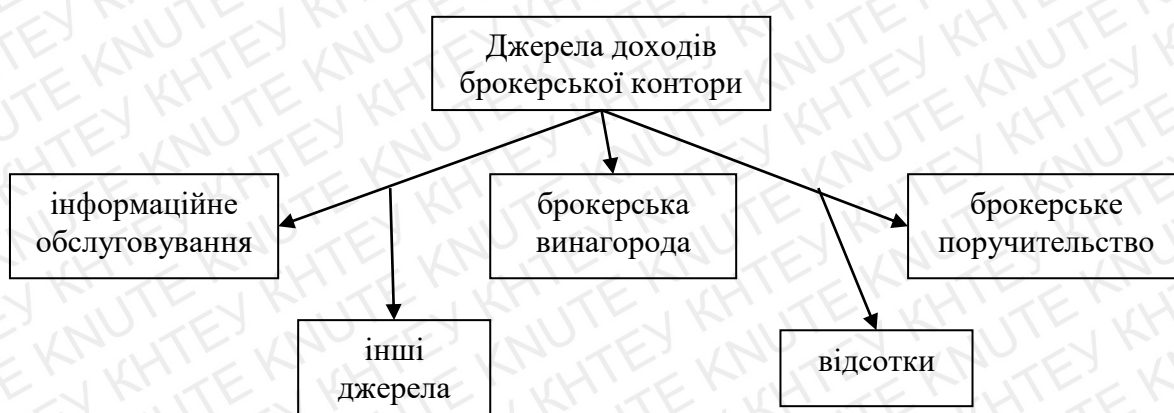 Джерела доходів
брокерської контори
інформаційне
обслуговування
брокерська
винагорода
брокерське
поручительство
інші
джерела
відсотки